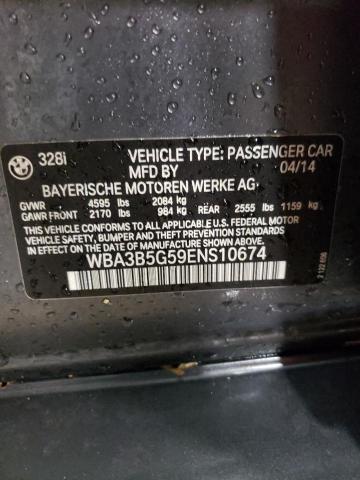 328i VEHICLE TYPE: PASSENGER CAR
MFD BY 04/14
BAYERISCHE MOTOREN WERKE AG
GVWR 4595 lbs 2084 kg
GAWR FRONT 2170 lbs 984 kg REAR 2555 lbs 1159 kg
THIS VEHICLE CONFORMS TO ALL APPLICABLE U.S. FEDERAL MOTOR
VEHICLE SAFETY, BUMPER AND THEFT PREVENTION STANDARDS
IN EFFECT ON THE DATE OF MANUFACTURE SHOWN ABOVE.
WBA3B5G59ENS10674